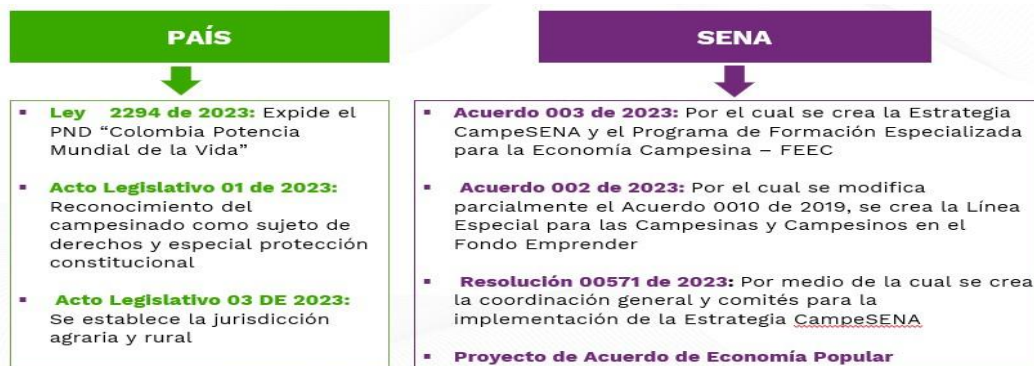 PAÍS
▪ Ley 2294 de 2023: Expide el
PND “Colombia Potencia
Mundial de la Vida”
▪ Acto Legislativo 01 de 2023:
Reconocimiento del
campesinado como sujeto de
derechos y especial protección
constitucional
▪ Acto Legislativo 03 DE 2023:
Se establece la jurisdicción
agraria y rural
SENA
▪ Acuerdo 003 de 2023: Por el cual se crea la Estrategia
CampeSENA y el Programa de Formación Especializada
para la Economía Campesina – FEEC
▪ Acuerdo 002 de 2023: Por el cual se modifica
parcialmente el Acuerdo 0010 de 2019, se crea la Línea
Especial para las Campesinas y Campesinos en el
Fondo Emprender
▪ Resolución 00571 de 2023: Por medio de la cual se crea
la coordinación general y comités para la
implementación de la Estrategia CampeSENA
▪ Proyecto de Acuerdo de Economía Popular